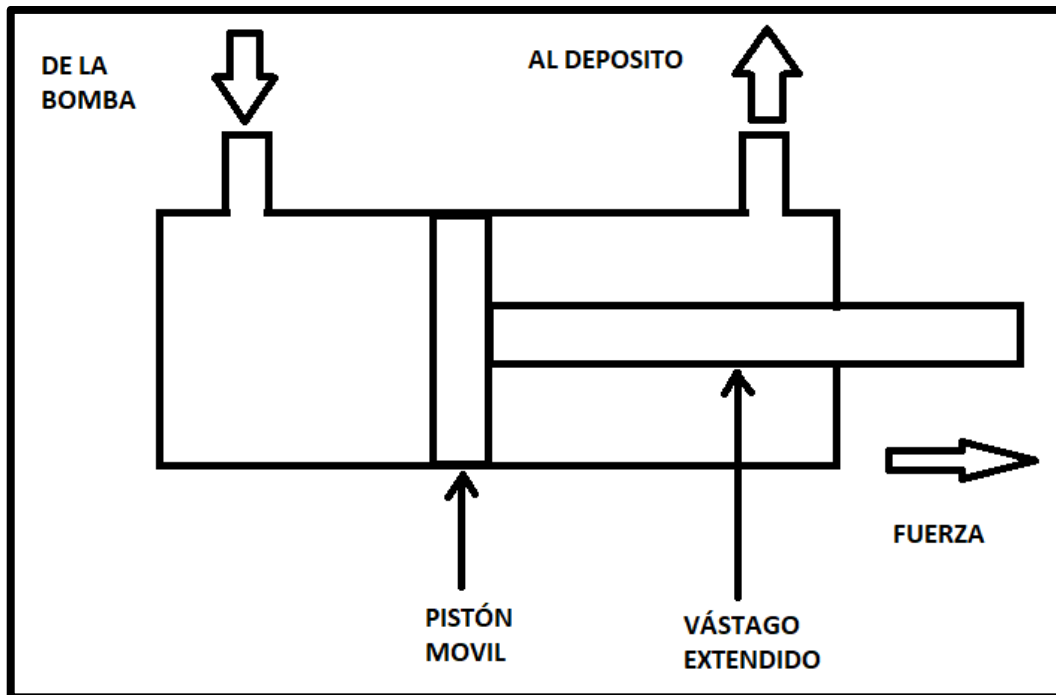 DE LA
BOMBA
AL DEPOSITO
FUERZA
PISTÓN
MOVIL
VÁSTAGO
EXTENDIDO